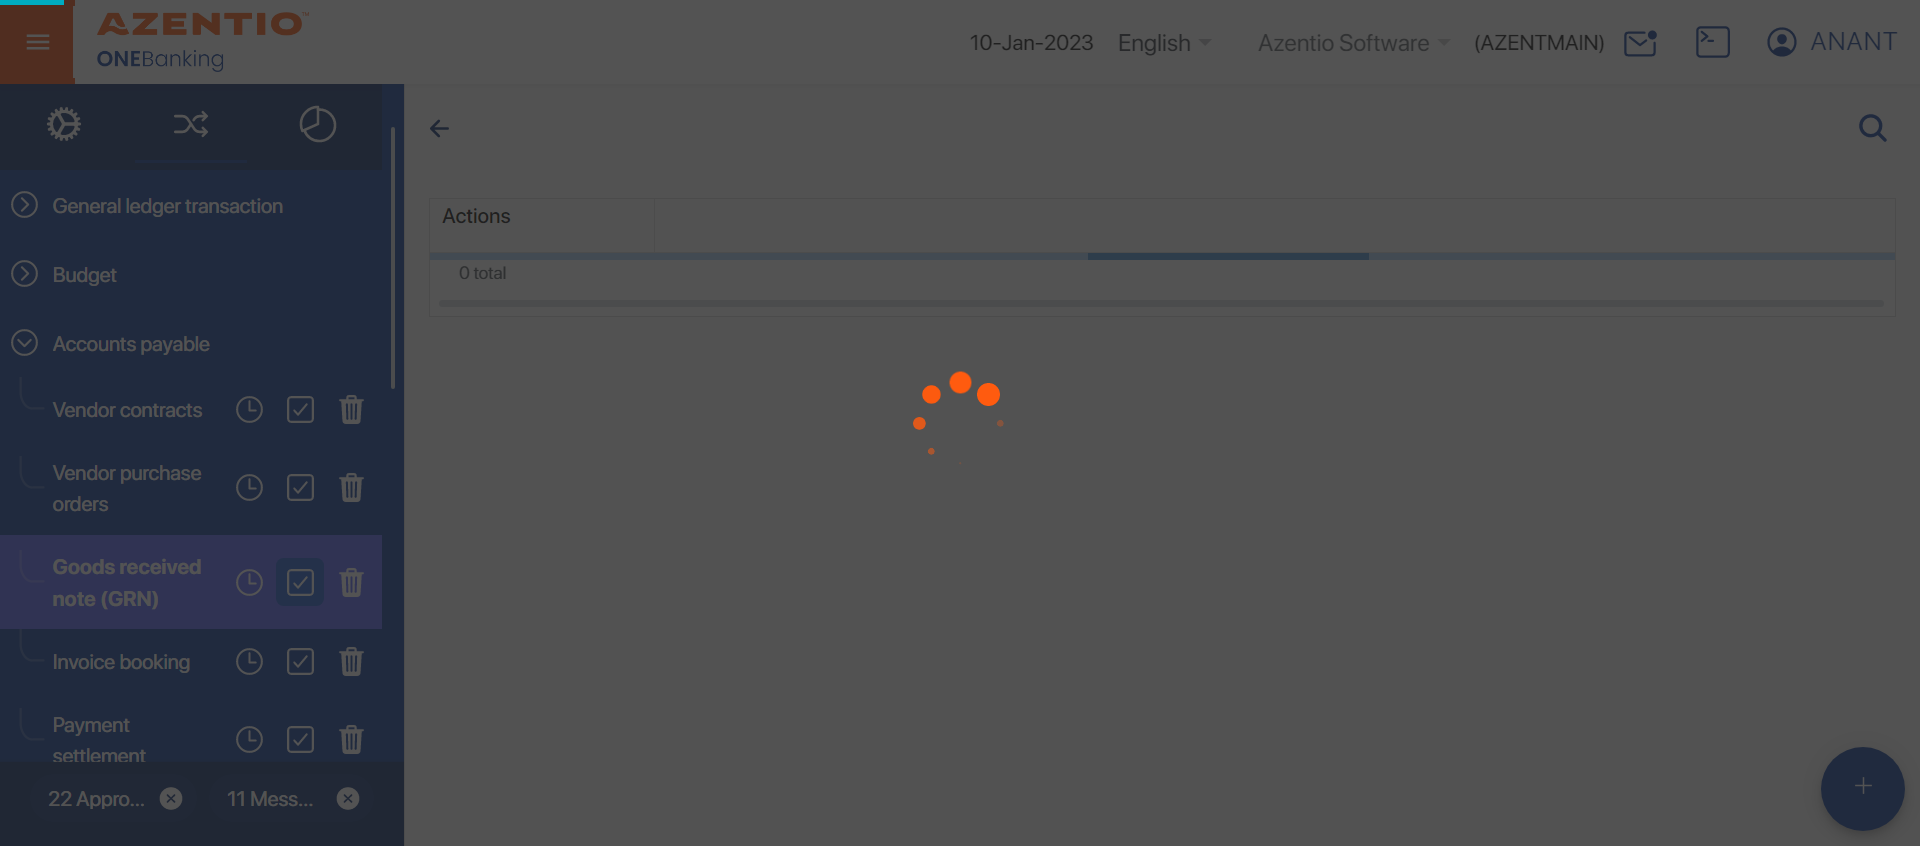 AZENTIO™
ONEBanking
10-Jan-2023 English Azentio Software (AZENTMAIN) ANANT
General ledger transaction
Budget
Accounts payable
Vendor contracts
Vendor purchase
orders
Goods received
note (GRN)
Invoice booking
Payment
settlement
22 Appro...
11 Mess...
Actions
0 total